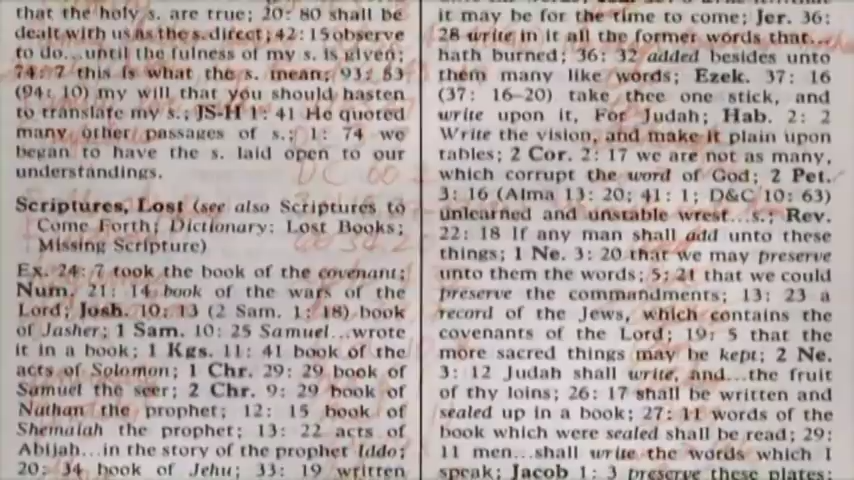 that the holy s. are true; 20: 80 shall be
dealt with us as the s. direct; 42: 15 observe
to do...until the fulness of my s. is given;
74: 7 this is what the s. mean; 93: 53
(94: 10) my will that you should hasten
to translate my s.; JS-H 1: 41 He quoted
many other passages of s.; 1: 74 we
began to have the s. laid open to our
understandings.
Scriptures, Lost (see also Scriptures to
Come Forth; Dictionary: Lost Books;
Missing Scripture)
Ex. 24: 7 took the book of the covenant;
Num. 21: 14 book of the wars of the
Lord; Josh. 10: 13 (2 Sam. 1: 18) book
of Jasher; 1 Sam. 10: 25 Samuel...wrote
it in a book; 1 Kgs. 11: 41 book of the
acts of Solomon; 1 Chr. 29: 29 book of
Samuel the seer; 2 Chr. 9: 29 book of
Nathan the prophet; 12: 15 book of
Shemaiah the prophet; 13: 22 acts of
Abijah...in the story of the prophet Iddo;
20: 34 book of Jehu; 33: 19 written
it may be for the time to come; Jer. 36:
28 write in it all the former words that...
hath burned; 36: 32 added besides unto
them many like words; Ezek. 37: 16
(37: 16-20) take thee one stick, and
write upon it, For Judah; Hab. 2: 2
Write the vision, and make it plain upon
tables; 2 Cor. 2: 17 we are not as many,
which corrupt the word of God; 2 Pet.
3: 16 (Alma 13: 20; 41: 1; D&C 10: 63)
unlearned and unstable wrest...s.; Rev.
22: 18 If any man shall add unto these
things; 1 Ne. 3: 20 that we may preserve
unto them the words; 5: 21 that we could
preserve the commandments; 13: 23 a
record of the Jews, which contains the
covenants of the Lord; 19: 5 that the
more sacred things may be kept; 2 Ne.
3: 12 Judah shall write, and...the fruit
of thy loins; 26: 17 shall be written and
sealed up in a book; 27: 11 words of the
book which were sealed shall be read; 29:
11 men...shall write the words which I
speak; Jacob 1: 3 preserve these plates;